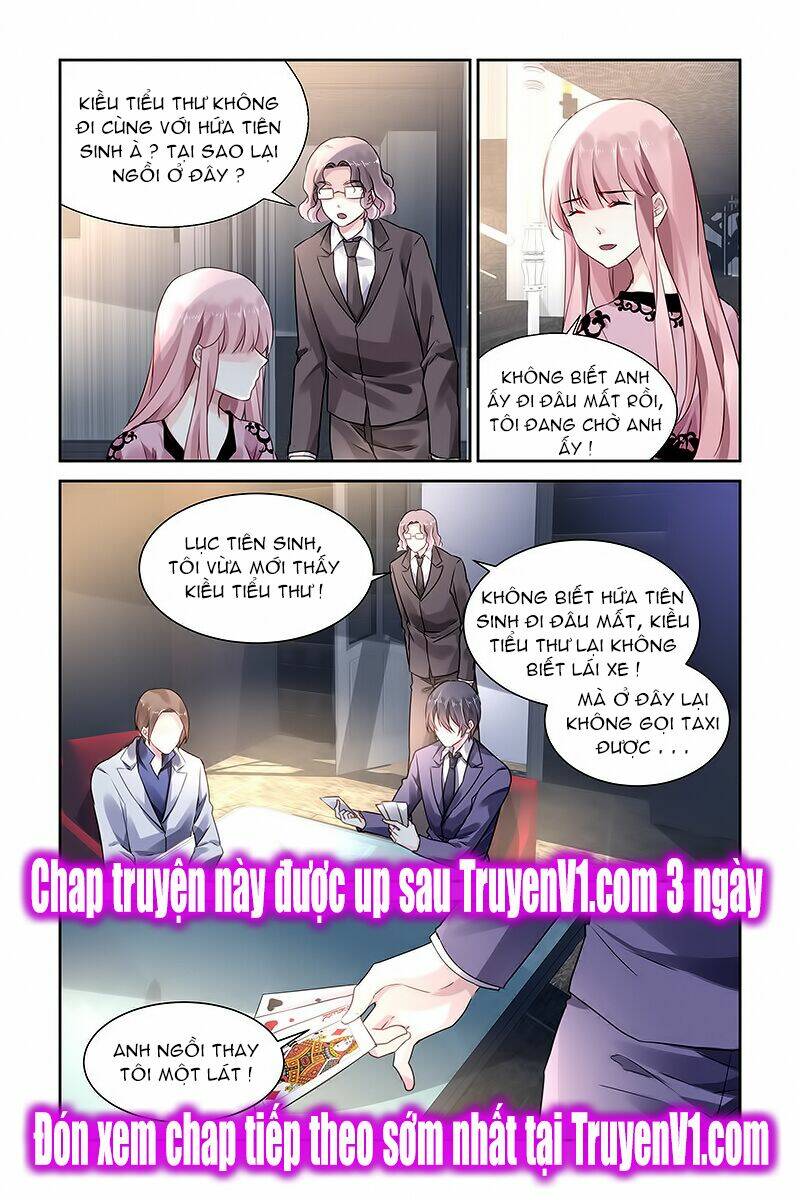 KIỀU TIỂU THƯ KHÔNG
ĐI CÙNG VỚI HỨA TIÊN
SINH À ? TẠI SAO LẠI
NGỒI Ở ĐÂY ?
KHÔNG BIẾT ANH
ẤY ĐI ĐÂU MẤT RỒI,
TÔI ĐANG CHỜ ANH
ẤY !
LỤC TIÊN SINH,
TÔI VỪA MỚI THẤY
KIỀU TIỂU THƯ !
KHÔNG BIẾT HỨA TIÊN
SINH ĐI ĐÂU MẤT, KIỀU
TIỂU THƯ LẠI KHÔNG
BIẾT LÁI XE !
MÀ Ở ĐÂY LẠI
KHÔNG GỌI TAXI
ĐƯỢC . . .
Chap truyện này được up sau TruyenV1.com 3 ngày
ANH NGỒI THAY
TÔI MỘT LÁT !
Đón xem chap tiếp theo sớm nhất tại TruyenV1.com